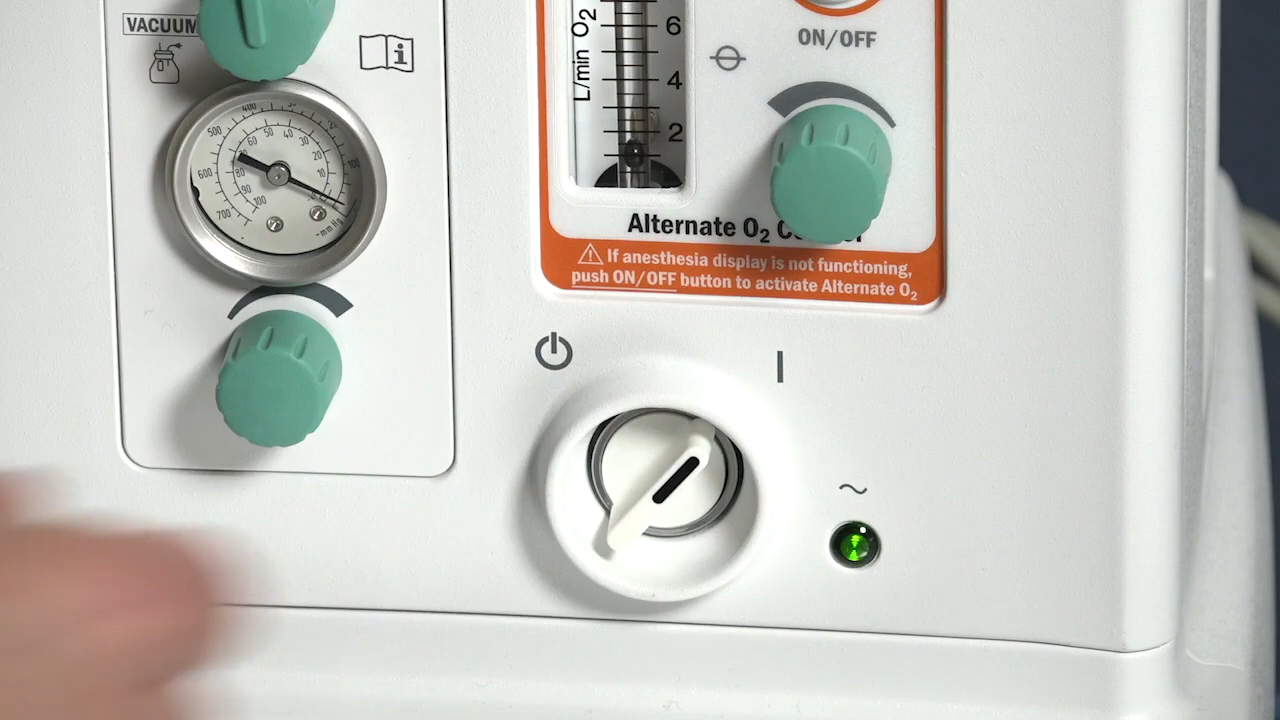 VACUUM
400
500
600
700
100
60
50
40
30
20
10
80
90
100
mm Hg
L/min O2
6
4
2
ON/OFF
Alternate O2
If anesthesia display is not functioning,
push ON/OFF button to activate Alternate O2